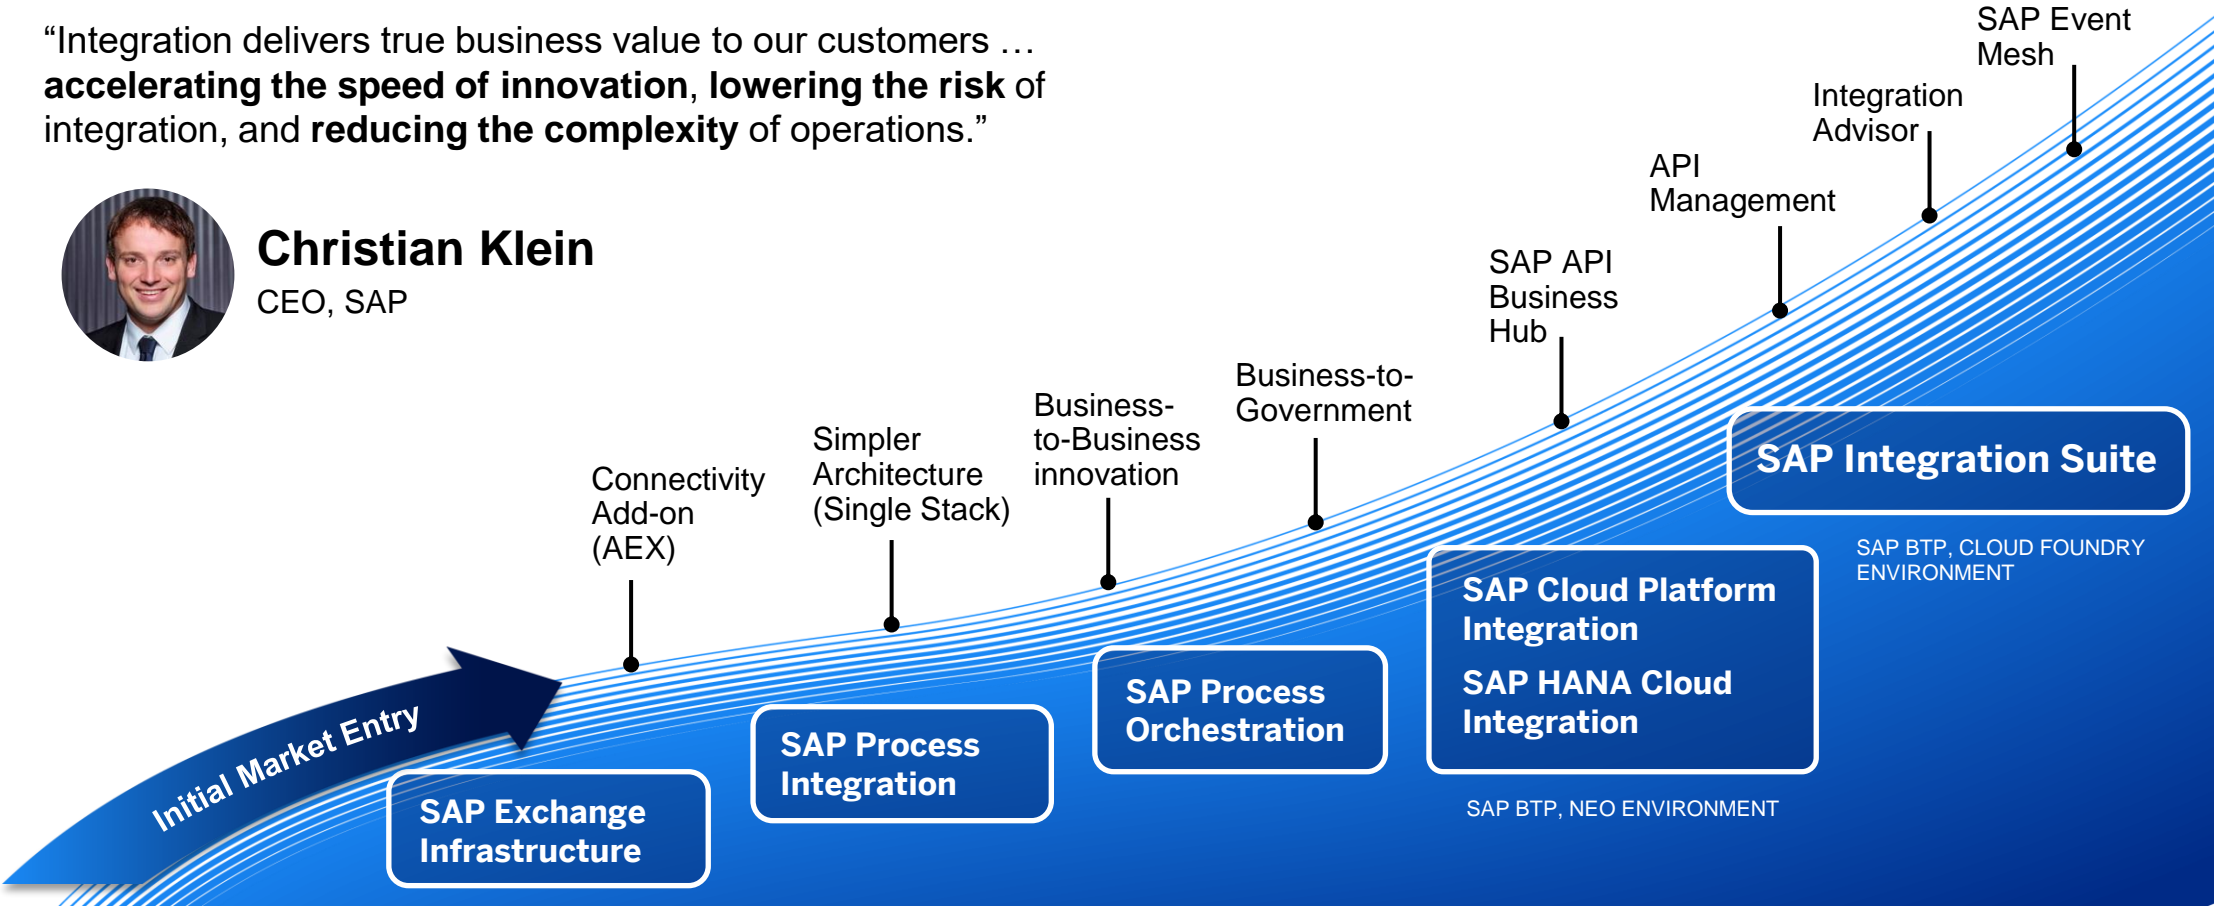 “Integration delivers true business value to our customers …
accelerating the speed of innovation, lowering the risk of
integration, and reducing the complexity of operations.”
Christian Klein
CEO, SAP
Initial Market Entry
Connectivity
Add-on
(AEX)
Simpler
Architecture
(Single Stack)
Business-
to-Business
innovation
Business-to-
Government
SAP API
Business
Hub
API
Management
Integration
Advisor
SAP Event
Mesh
SAP Exchange
Infrastructure
SAP Process
Integration
SAP Process
Orchestration
SAP Cloud Platform
Integration
SAP HANA Cloud
Integration
SAP BTP, NEO ENVIRONMENT
SAP Integration Suite
SAP BTP, CLOUD FOUNDRY
ENVIRONMENT